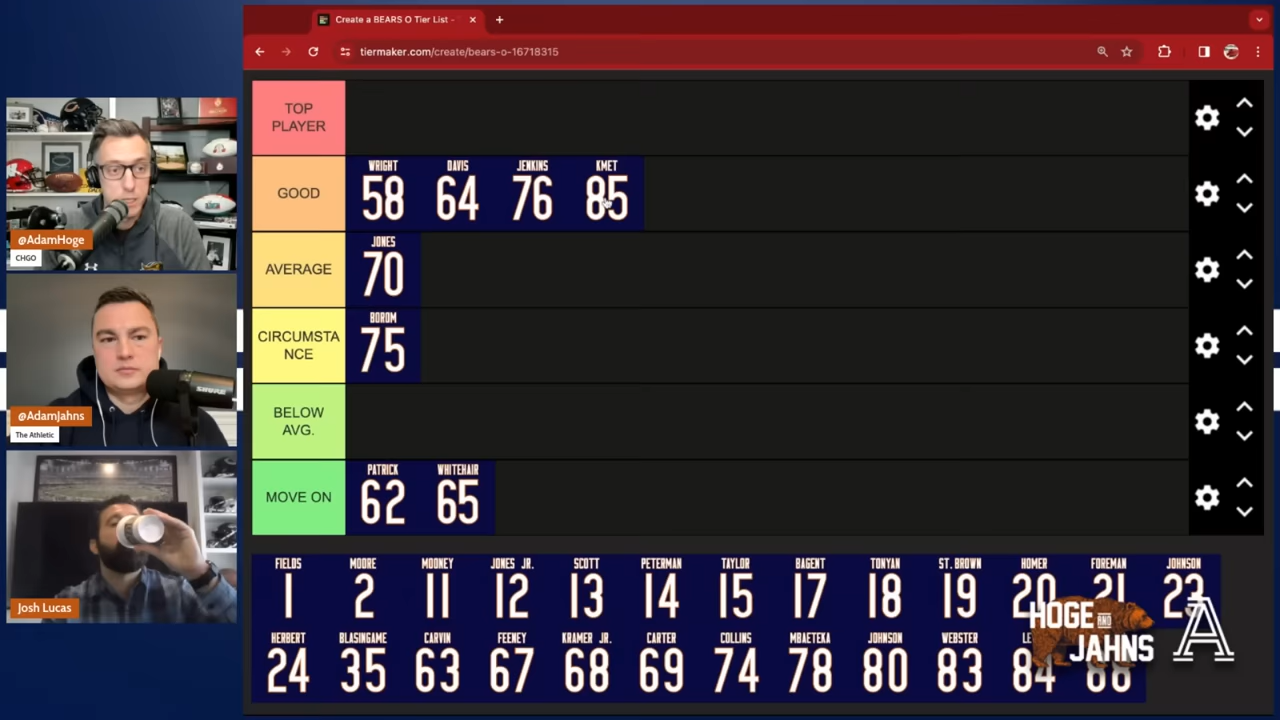 Create a BEARS O Tier List -
tiermaker.com/create/bears-o-16718315
@AdamHoge
CHGO
@AdamJahns
The Athletic
Josh Lucas
SHURE
TOP
PLAYER
GOOD
WRIGHT
58
DAVIS
64
JENKINS
76
KMET
85
AVERAGE
JONES
70
CIRCUMSTA
NCE
BOROM
75
BELOW
AVG.
MOVE ON
PATRICK
62
WHITEHAIR
65
FIELDS
1
MOORE
2
MOONEY
11
JONES JR.
12
SCOTT
13
PETERMAN
14
TAYLOR
15
BAGENT
17
TONYAN
18
ST. BROWN
19
HOMER
20
FOREMAN
21
JOHNSON
23
HERBERT
24
BLASINGAME
35
CARVIN
63
FEENEY
67
KRAMER JR.
68
CARTER
69
COLLINS
74
MBAETEKA
78
JOHNSON
80
WEBSTER
83
84
88
HOGE AND
JAHNS
A